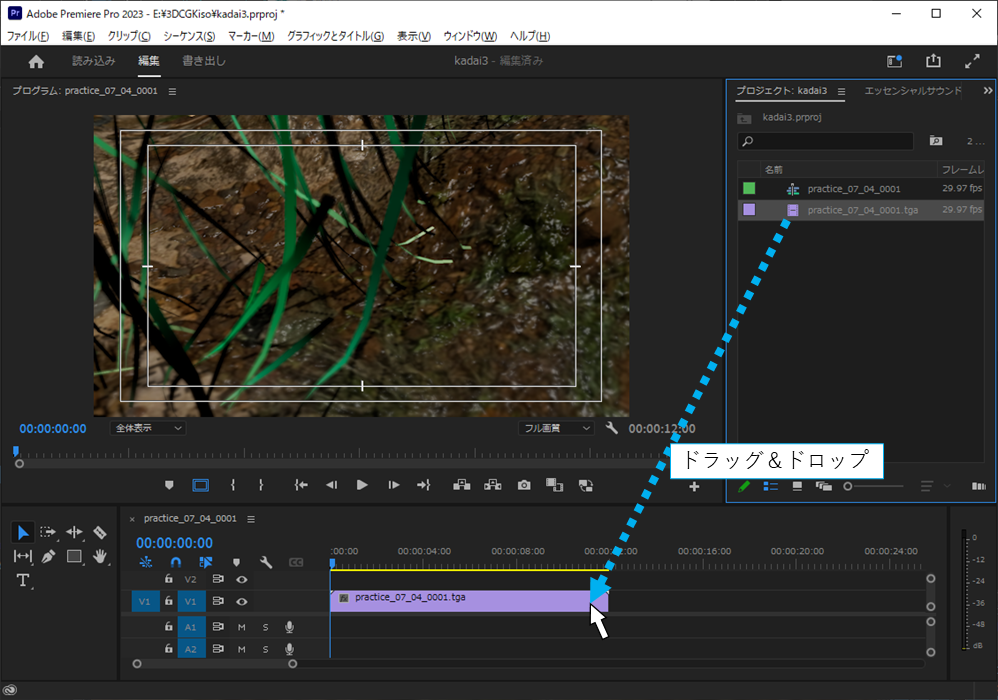 Pr Adobe Premiere Pro 2023 - E:¥3DCGKiso¥kadai3.prproj *
ファイル(F) 編集(E) クリップ(C) シーケンス(S) マーカー(M) グラフィックとタイトル(G) 表示(V) ウィンドウ(W) ヘルプ(H)
読み込み 編集 書き出し kadai3 - 編集済み
プログラム: practice_07_04_0001
プロジェクト: kadai3 エッセンシャルサウンド
kadai3.prproj
2 ...
名前 フレームレ
practice_07_04_0001 29.97 fps
practice_07_04_0001.tga 29.97 fps
00:00:00:00 全体表示 フル画質 00:00:12:00
ドラッグ＆ドロップ
× practice_07_04_0001
00:00:00:00
:00:00 00:00:04:00 00:00:08:00 00:00:16:00 00:00:20:00 00:00:24:00
CC
V2
V1 V1 practice_07_04_0001.tga
A1 M S
A2 M S
T
0
-12
-24
-36
-48
dB